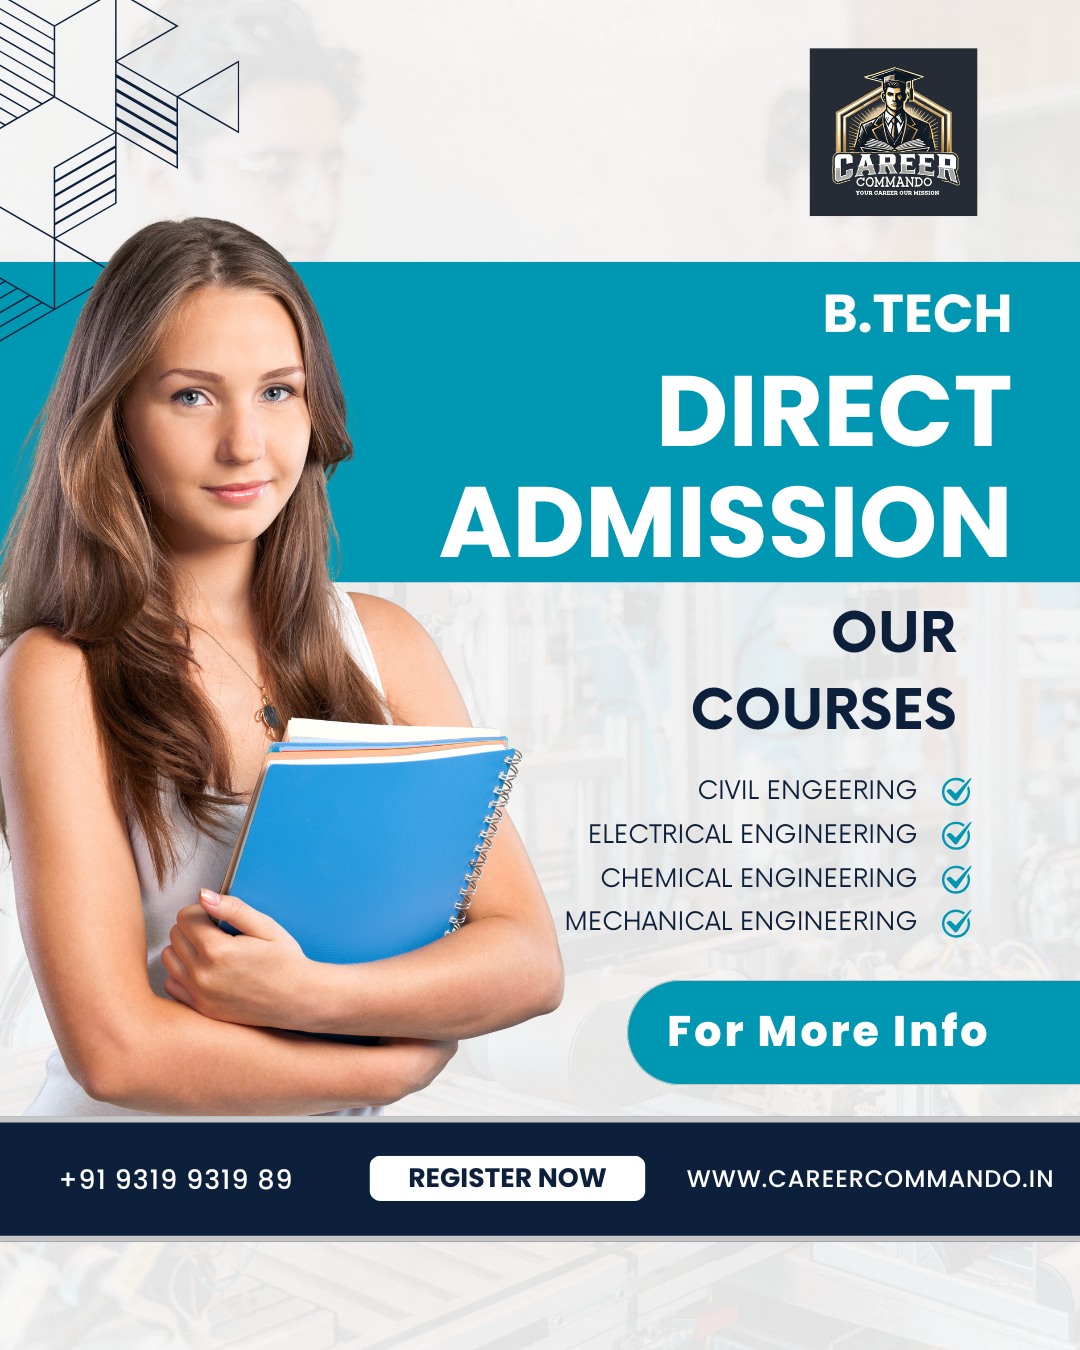 CAREER
COMMANDO
YOUR CAREER OUR MISSION
B.TECH
DIRECT
ADMISSION
OUR
COURSES
CIVIL ENGEERING
ELECTRICAL ENGINEERING
CHEMICAL ENGINEERING
MECHANICAL ENGINEERING
For More Info
+91 9319 9319 89
REGISTER NOW
WWW.CAREERCOMMANDO.IN